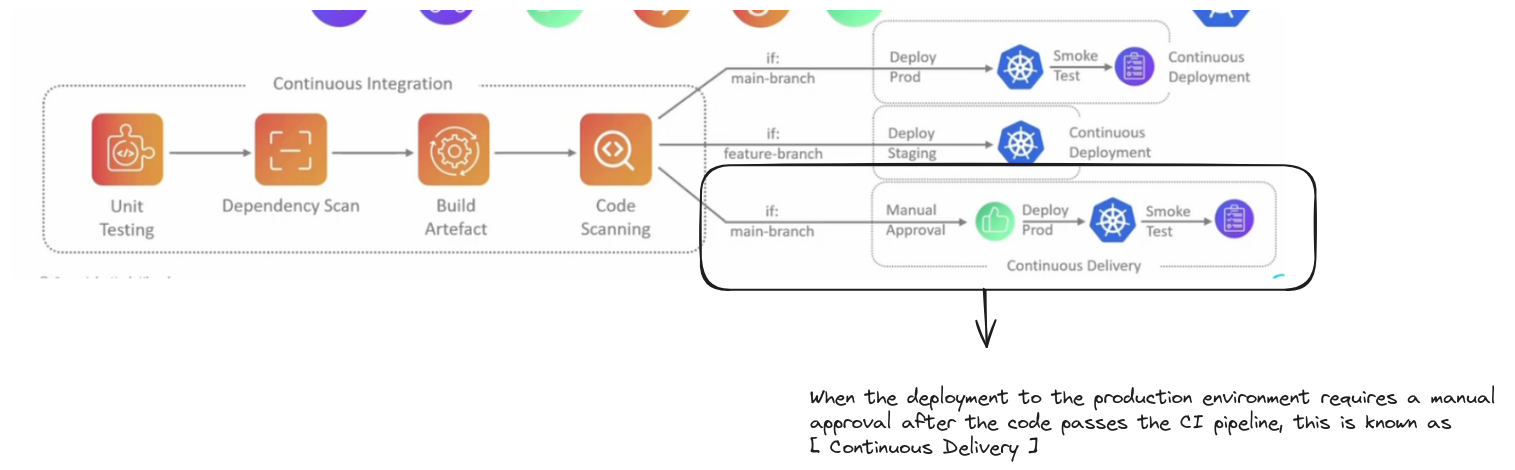 Continuous Integration
Unit
Testing
Dependency Scan
Build
Artefact
Code
Scanning
if:
main-branch
Deploy
Prod
Smoke
Test
Continuous
Deployment
if:
feature-branch
Deploy
Staging
Continuous
Deployment
if:
main-branch
Manual
Approval
Deploy
Prod
Smoke
Test
Continuous Delivery
When the deployment to the production environment requires a manual
approval after the code passes the CI pipeline, this is known as
[ Continuous Delivery ]